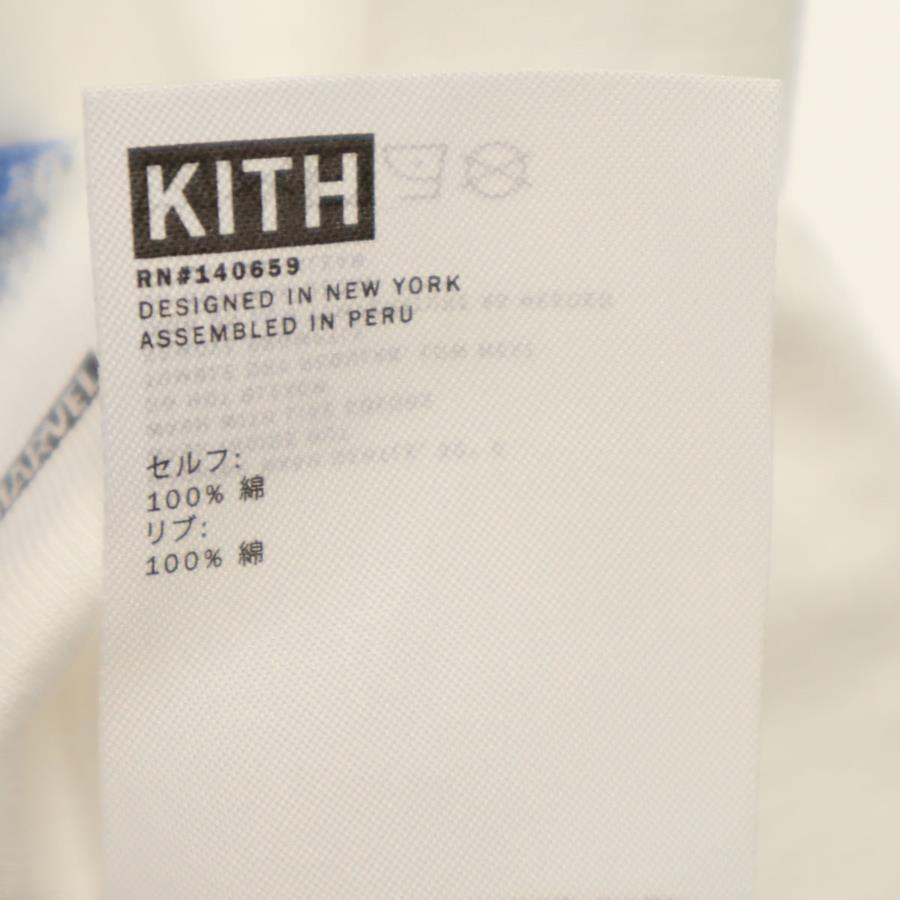 KITH
RN#140659
DESIGNED IN NEW YORK
ASSEMBLED IN PERU
セルフ:
100% 綿
リブ:
100% 綿
MARVEL